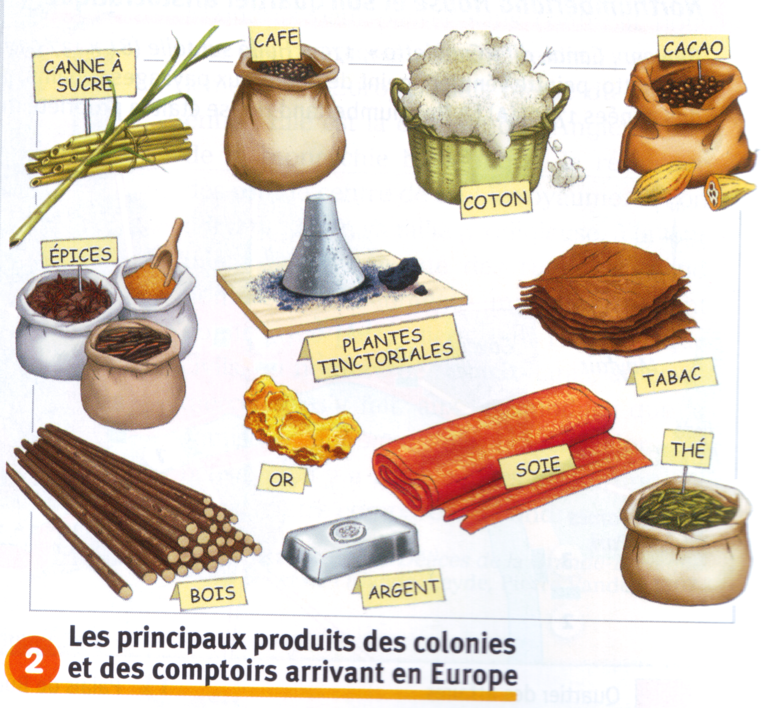 CANNE À
SUCRE
CAFE
COTON
CACAO
ÉPICES
PLANTES
TINCTORIALES
TABAC
OR
SOIE
THÉ
BOIS
ARGENT
2
Les principaux produits des colonies
et des comptoirs arrivant en Europe